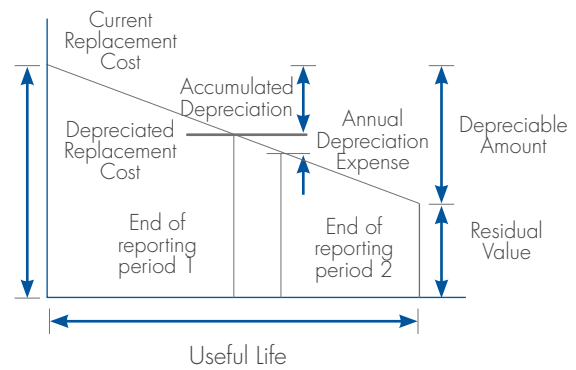 Current
Replacement
Cost
Accumulated
Depreciation
Depreciated
Replacement
Cost
Annual
Depreciation
Expense
Depreciable
Amount
End of
reporting
period 1
End of
reporting
period 2
Residual
Value
Useful Life